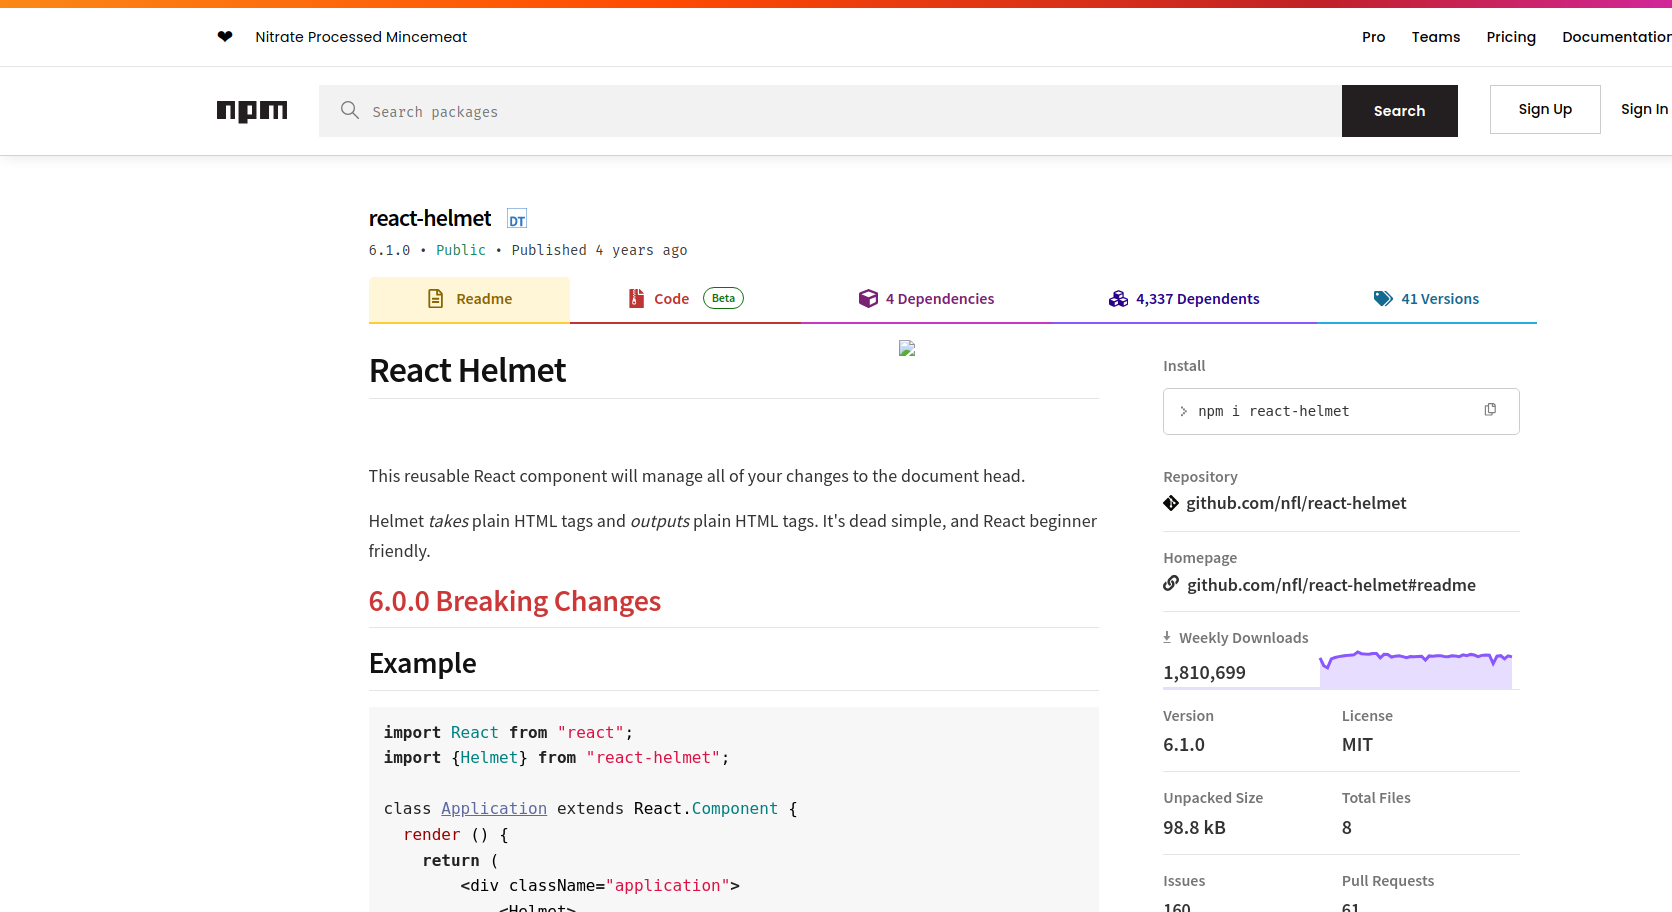 ❤ Nitrate Processed Mincemeat
Pro Teams Pricing Documentation
npm
Search packages
Search
Sign Up
Sign In
react-helmet DT
6.1.0 • Public • Published 4 years ago
Readme
Code Beta
4 Dependencies
4,337 Dependents
41 Versions
React Helmet
This reusable React component will manage all of your changes to the document head.
Helmet takes plain HTML tags and outputs plain HTML tags. It's dead simple, and React beginner
friendly.
6.0.0 Breaking Changes
Example
import React from "react";
import {Helmet} from "react-helmet";
class Application extends React.Component {
render () {
return (
<div className="application">
<Helmet>
Install
npm i react-helmet
Repository
github.com/nfl/react-helmet
Homepage
github.com/nfl/react-helmet#readme
Weekly Downloads
1,810,699
Version
6.1.0
License
MIT
Unpacked Size
98.8 kB
Total Files
8
Issues
160
Pull Requests
61